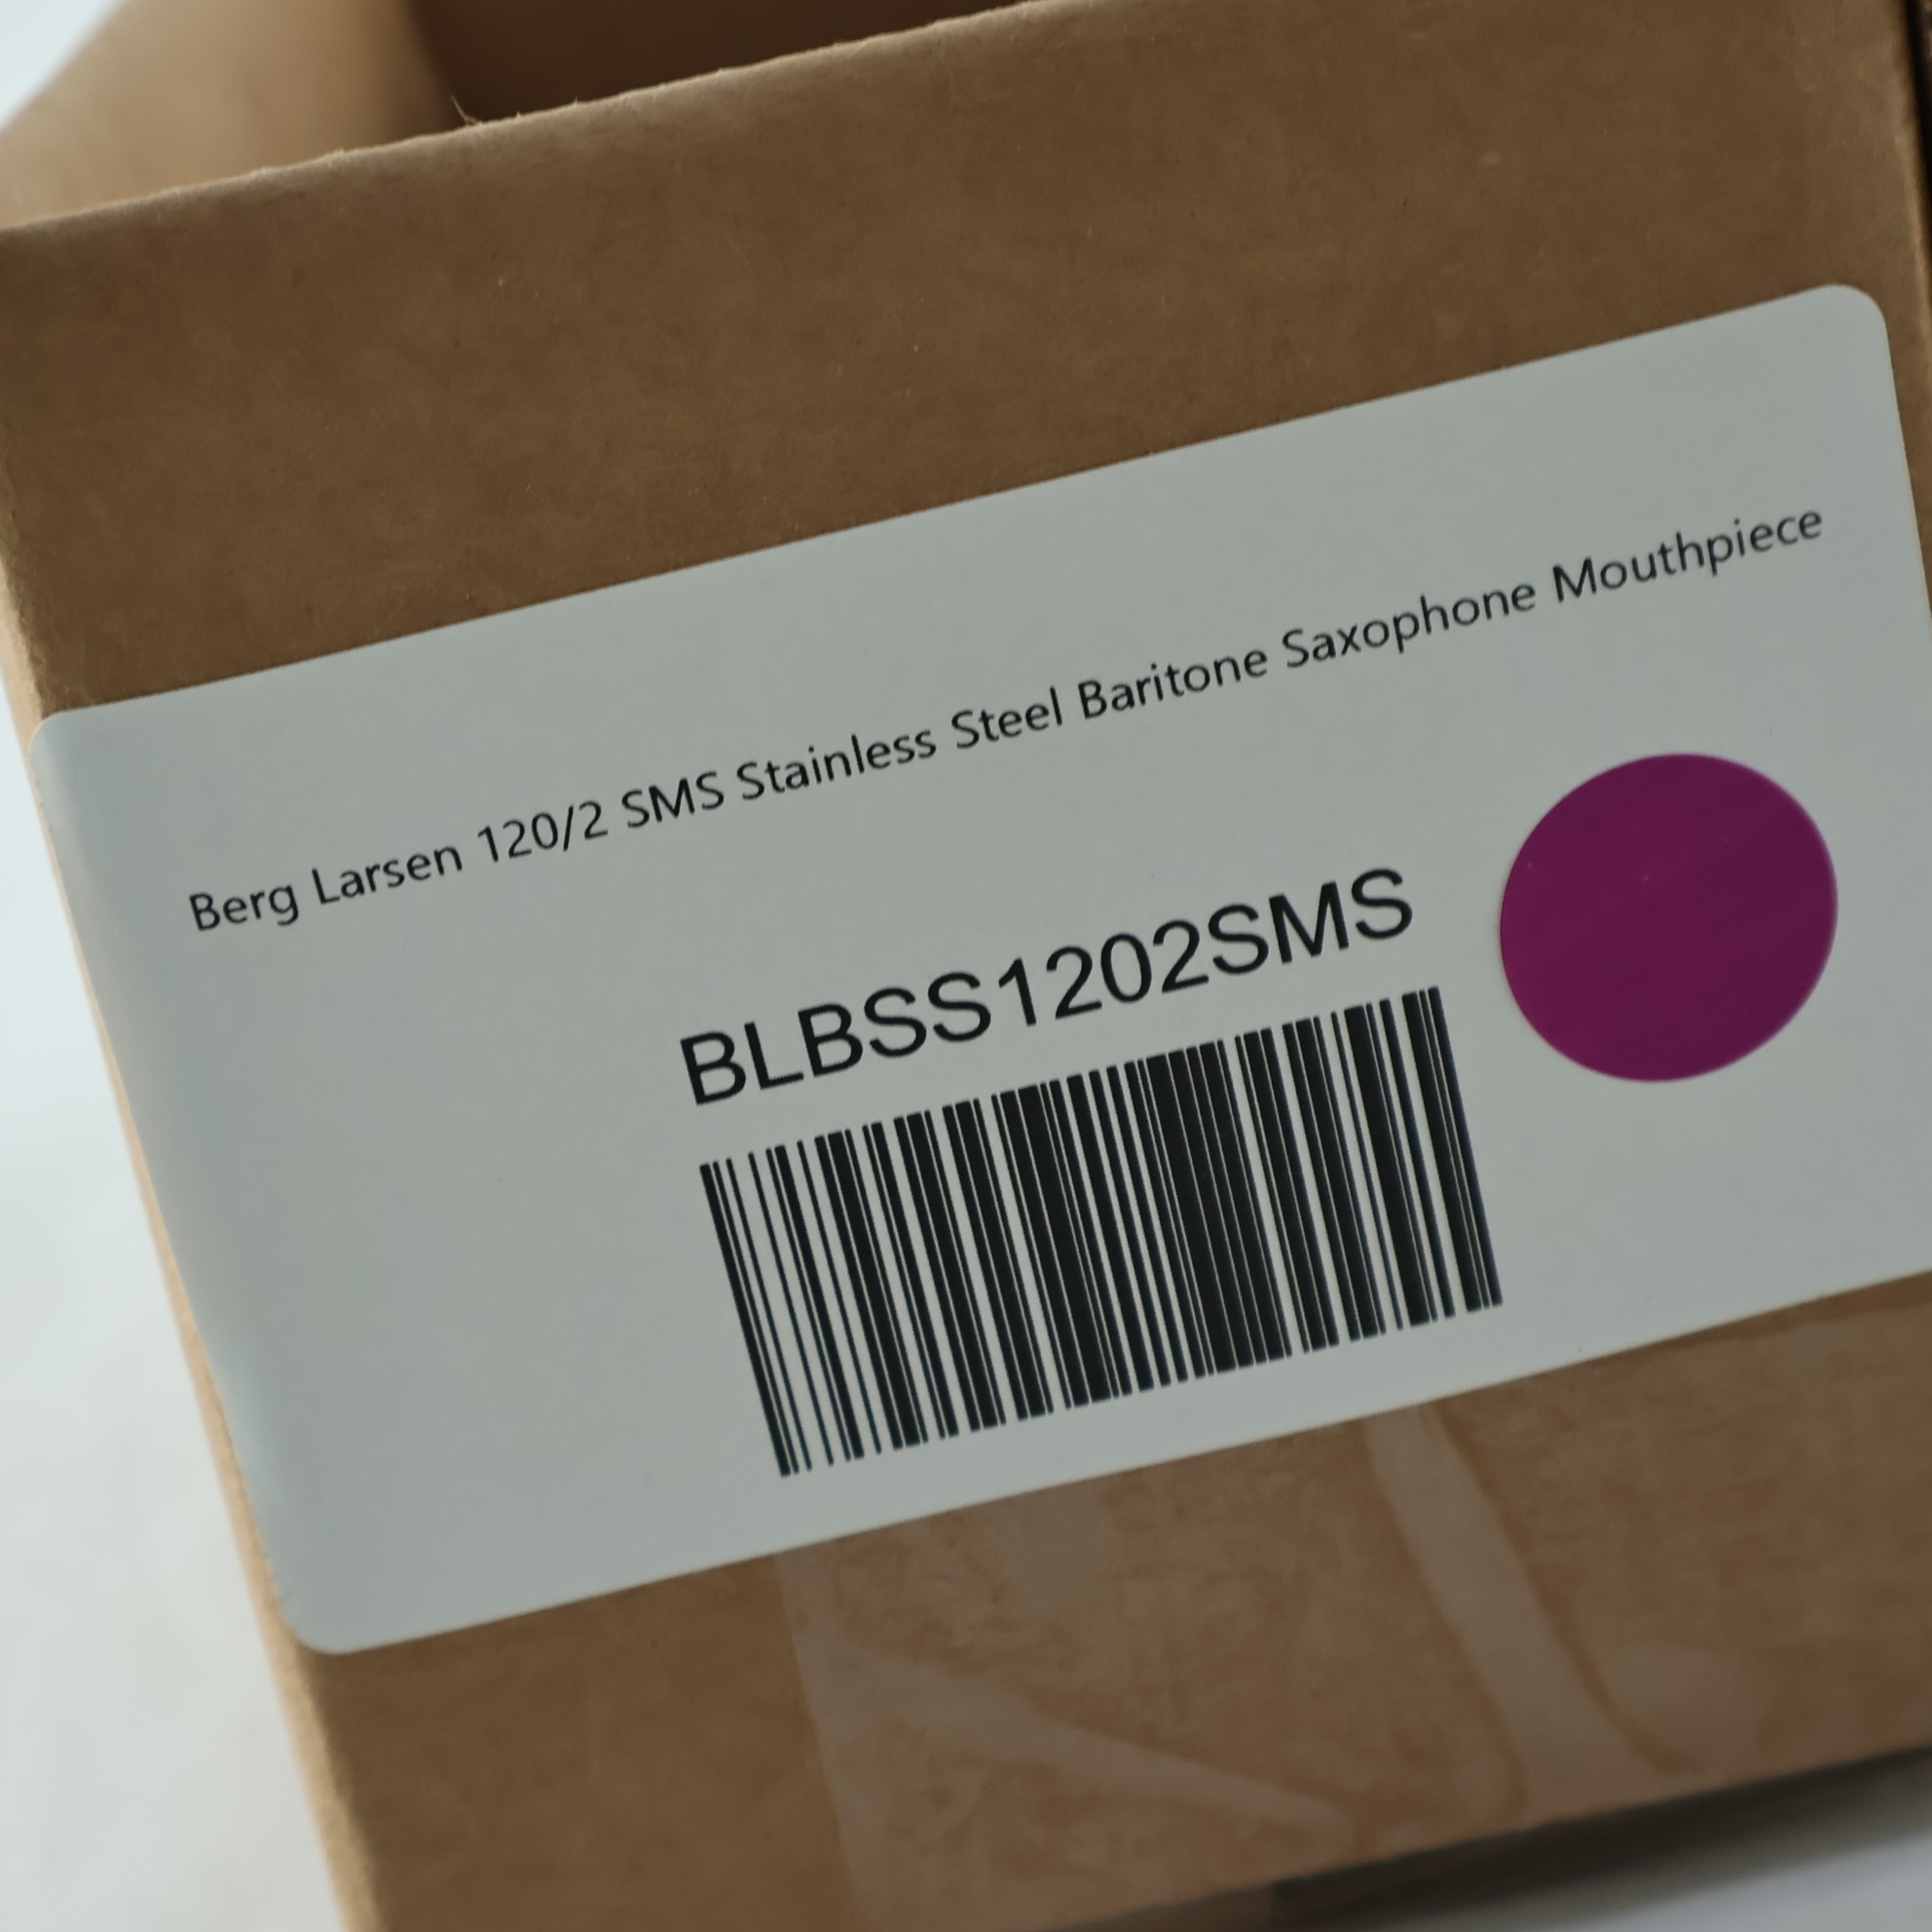 Berg Larsen 120/2 SMS Stainless Steel Baritone Saxophone Mouthpiece
BLBSS1202SMS